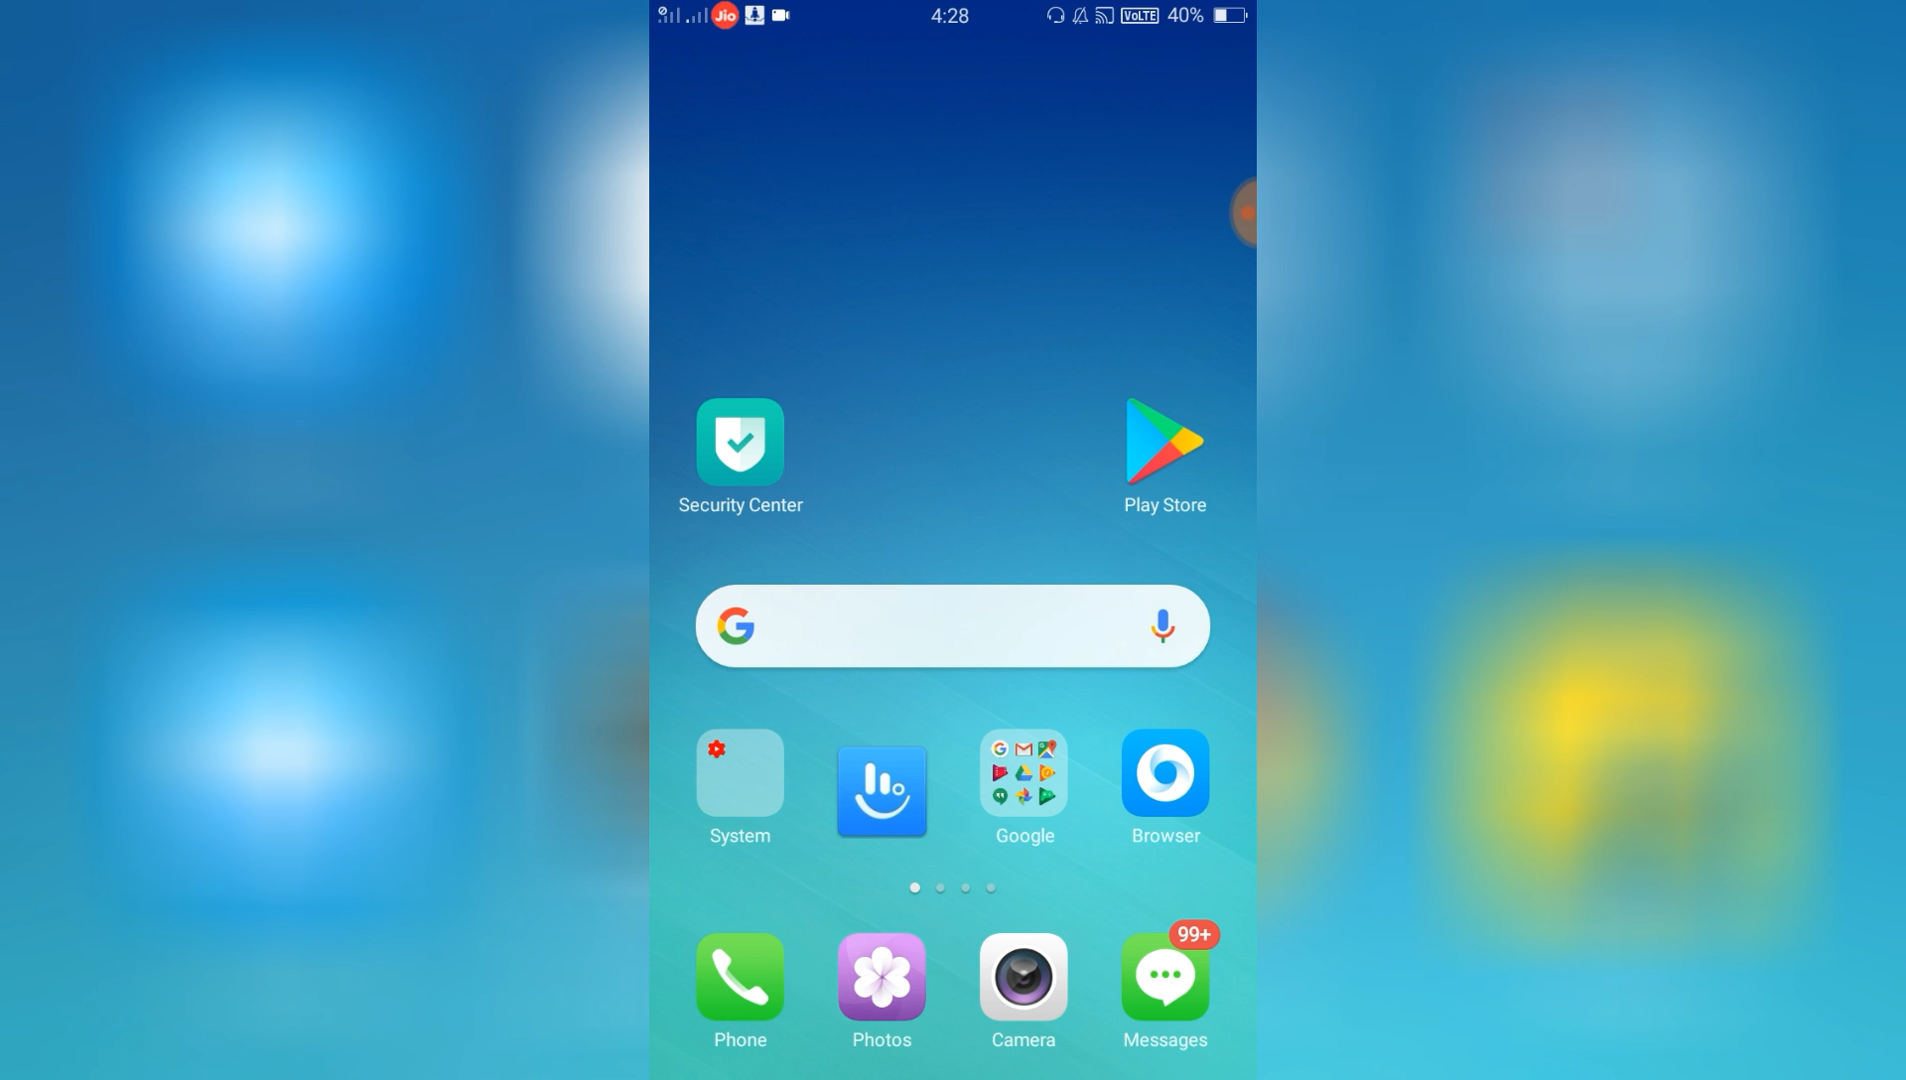 Jio 4:28 VoLTE 40%
Security Center
Play Store
System
Google
Browser
99+
Phone
Photos
Camera
Messages